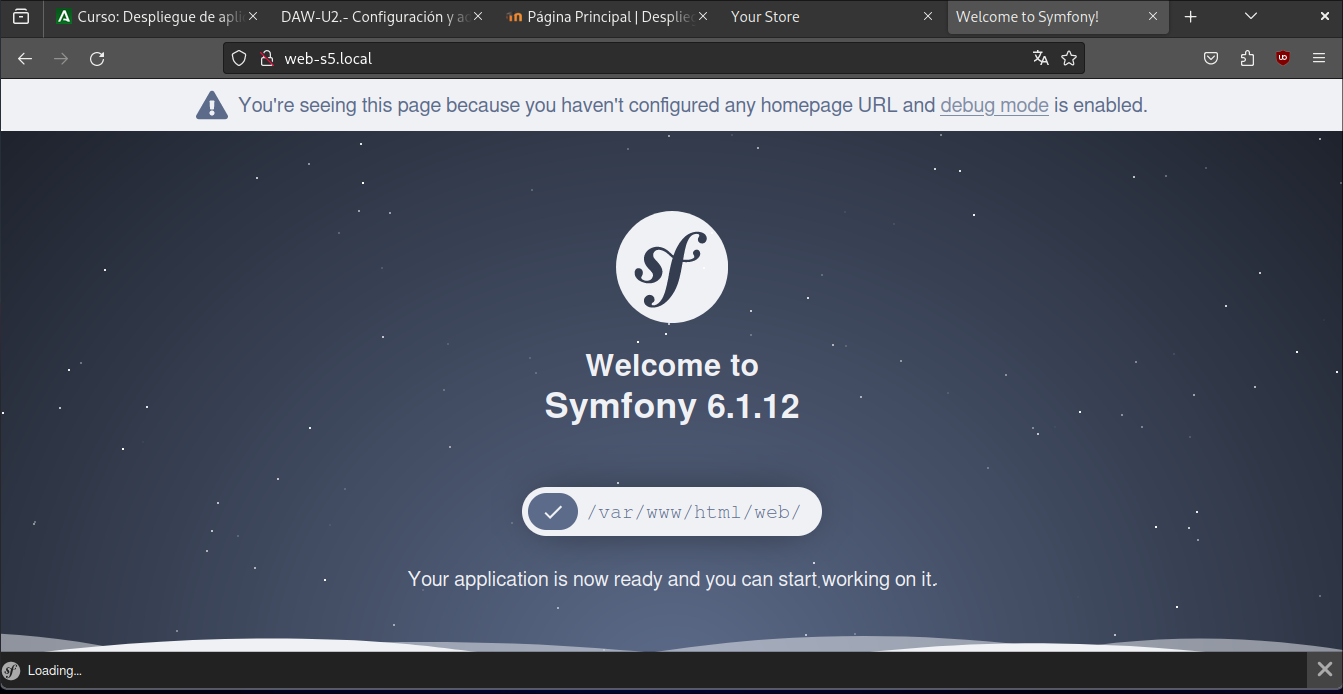 Curso: Despliegue de apli
DAW-U2.- Configuración y a
Página Principal | Desplie
Your Store
Welcome to Symfony!
web-s5.local
You're seeing this page because you haven't configured any homepage URL and debug mode is enabled.
sf
Welcome to
Symfony 6.1.12
/var/www/html/web/
Your application is now ready and you can start working on it.
sf
Loading...